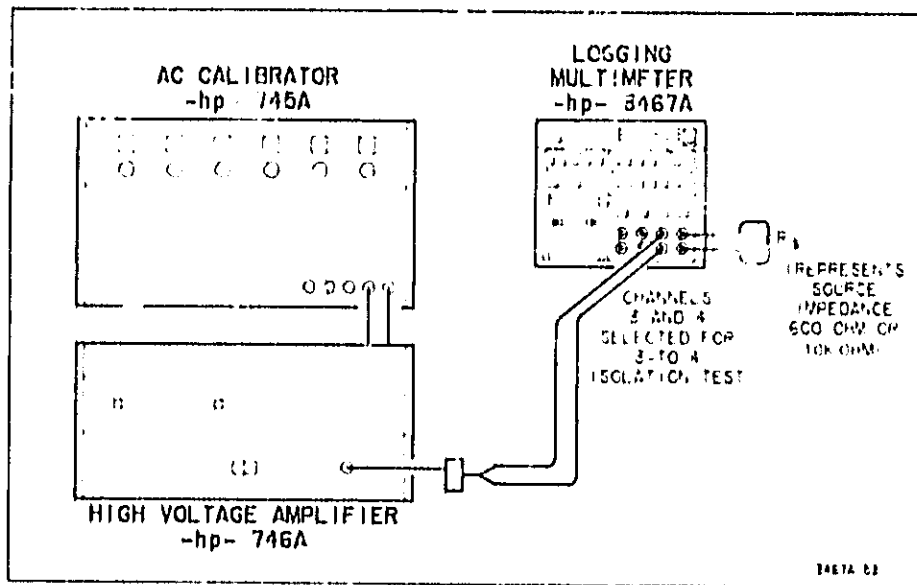 AC CALIBRATOR
-hp- 745A
LOGGING
MULTIMETER
-hp- 3467A
R
(REPRESENTS
SOURCE
IMPEDANCE
600 OHM OR
10K OHM)
CHANNELS
3 AND 4
SELECTED FOR
3-TO 4
ISOLATION TEST
HIGH VOLTAGE AMPLIFIER
-hp- 746A
3467A